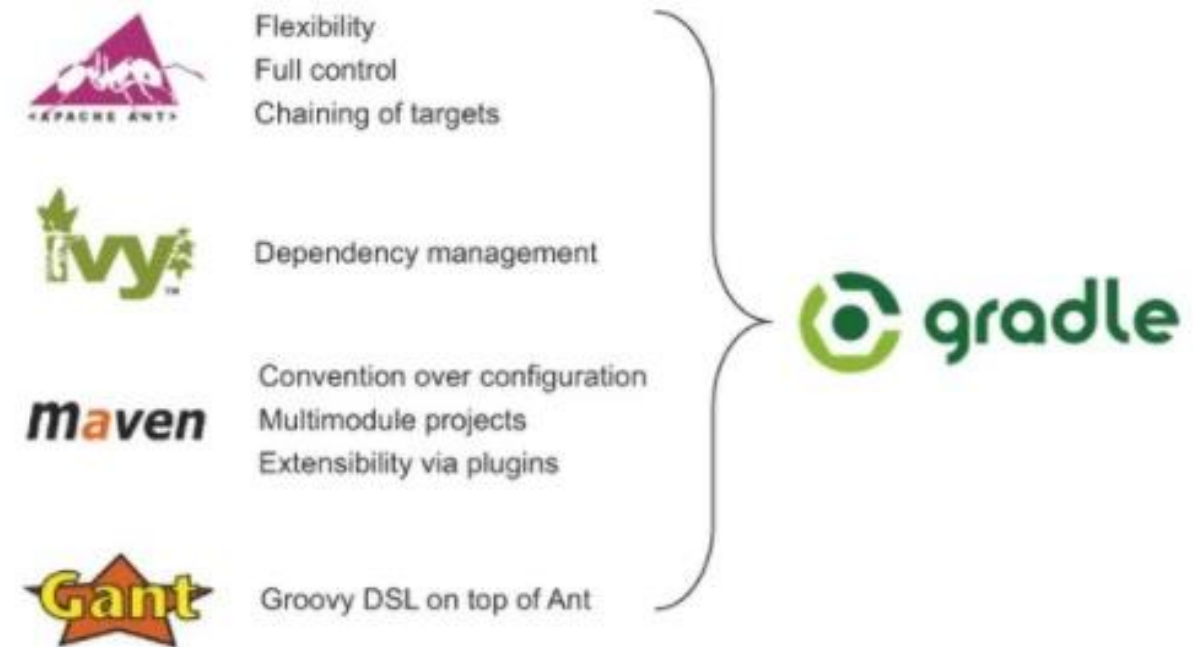 Flexibility
Full control
Chaining of targets
<APACHE ANT>
ivy
TM
Dependency management
Convention over configuration
maven
Multimodule projects
Extensibility via plugins
Gant
Groovy DSL on top of Ant
gradle